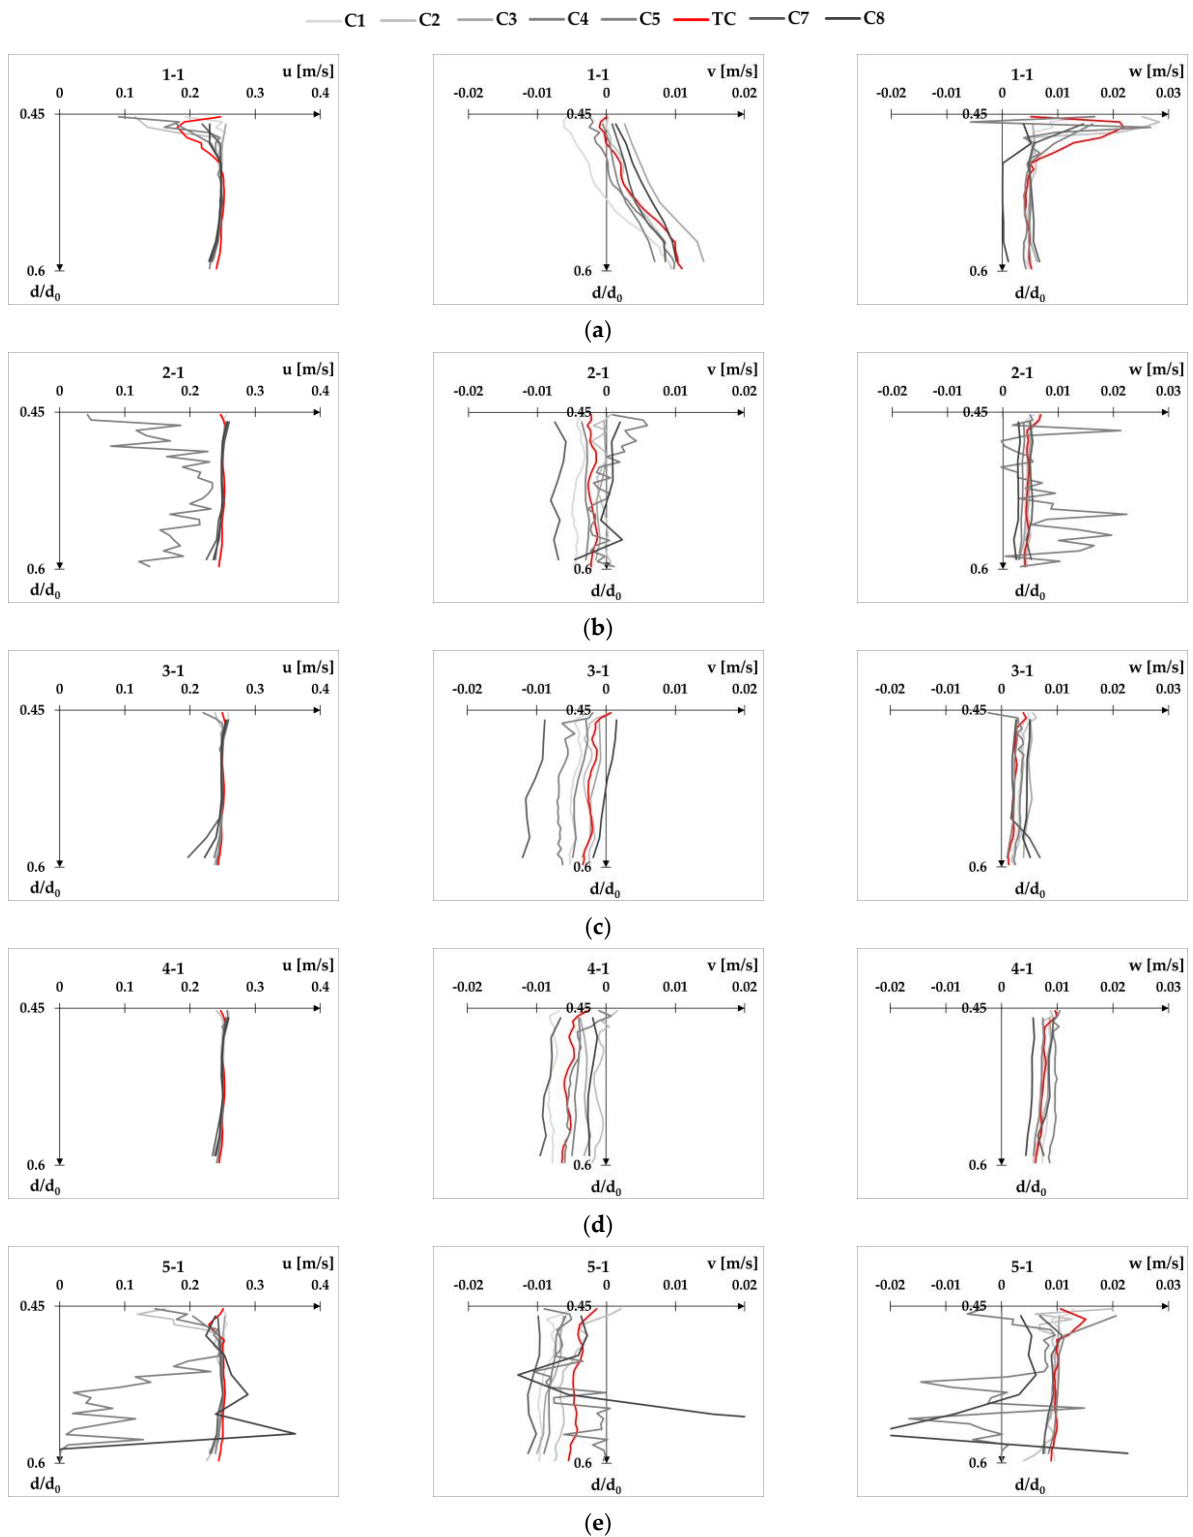 C1 C2 C3 C4 C5 TC C7 C8
1-1 u [m/s] 1-1 v [m/s] 1-1 w [m/s]
0 0.1 0.2 0.3 0.4 -0.02 -0.01 0 0.01 0.02 -0.02 -0.01 0 0.01 0.02 0.03
0.45 0.45 0.45
0.6 0.6 0.6
d/d0 d/d0 d/d0
(a)
2-1 u [m/s] 2-1 v [m/s] 2-1 w [m/s]
0 0.1 0.2 0.3 0.4 -0.02 -0.01 0 0.01 0.02 -0.02 -0.01 0 0.01 0.02 0.03
0.45 0.45 0.45
0.6 0.6 0.6
d/d0 d/d0 d/d0
(b)
3-1 u [m/s] 3-1 v [m/s] 3-1 w [m/s]
0 0.1 0.2 0.3 0.4 -0.02 -0.01 0 0.01 0.02 -0.02 -0.01 0 0.01 0.02 0.03
0.45 0.45 0.45
0.6 0.6 0.6
d/d0 d/d0 d/d0
(c)
4-1 u [m/s] 4-1 v [m/s] 4-1 w [m/s]
0 0.1 0.2 0.3 0.4 -0.02 -0.01 0 0.01 0.02 -0.02 -0.01 0 0.01 0.02 0.03
0.45 0.45 0.45
0.6 0.6 0.6
d/d0 d/d0 d/d0
(d)
5-1 u [m/s] 5-1 v [m/s] 5-1 w [m/s]
0 0.1 0.2 0.3 0.4 -0.02 -0.01 0 0.01 0.02 -0.02 -0.01 0 0.01 0.02 0.03
0.45 0.45 0.45
0.6 0.6 0.6
d/d0 d/d0 d/d0
(e)